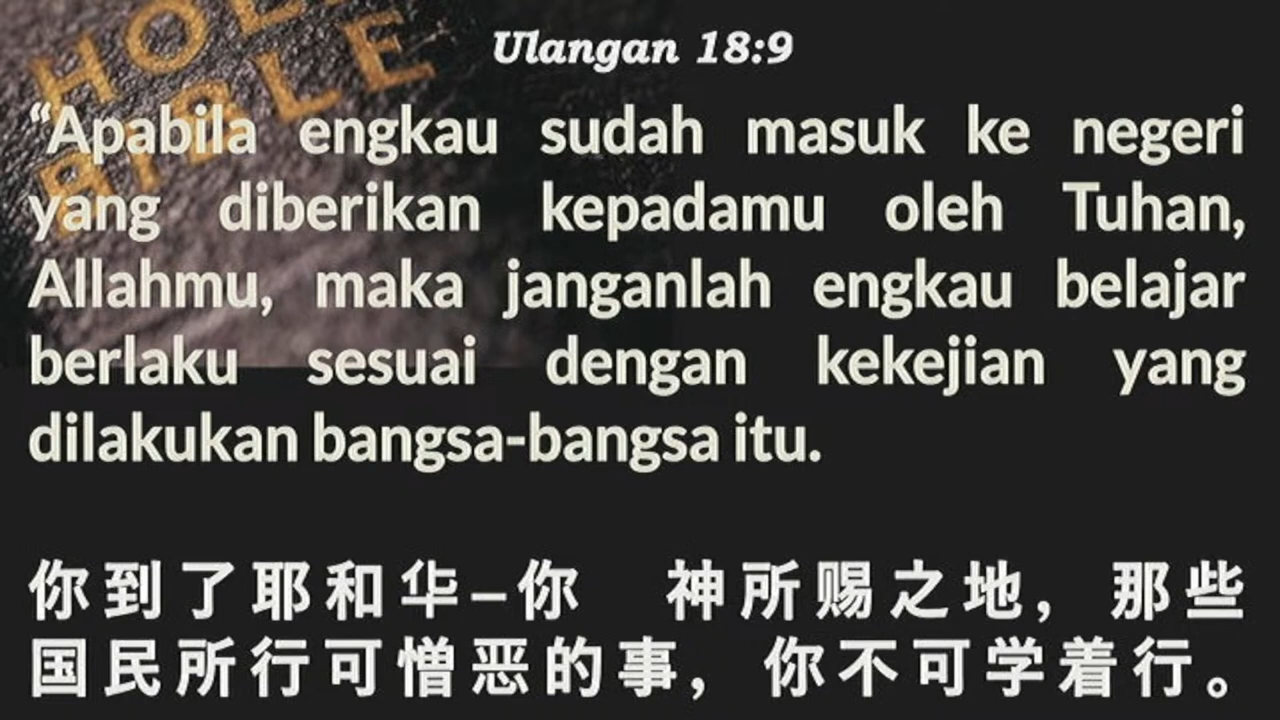 HOLY
BIBLE
Ulangan 18:9
“Apabila engkau sudah masuk ke negeri
yang diberikan kepadamu oleh Tuhan,
Allahmu, maka janganlah engkau belajar
berlaku sesuai dengan kekejian yang
dilakukan bangsa-bangsa itu.
你到了耶和华–你　神所赐之地，那些
国民所行可憎恶的事，你不可学着行。